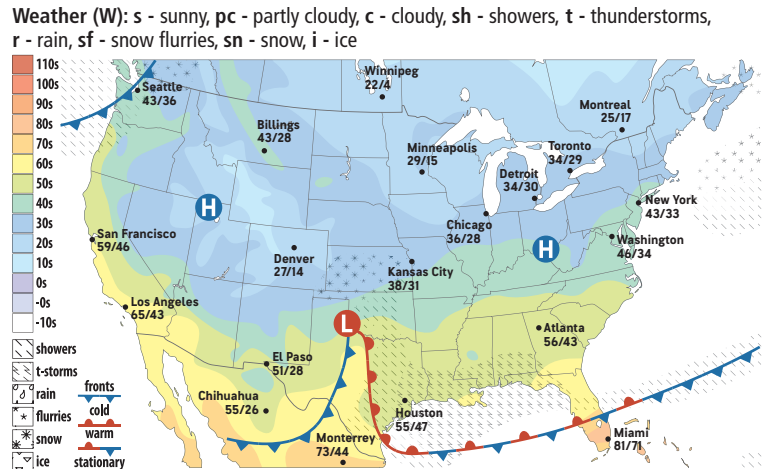 Weather (W): s - sunny, pc - partly cloudy, c - cloudy, sh - showers, t - thunderstorms,
r - rain, sf - snow flurries, sn - snow, i - ice
110s
100s
90s
80s
70s
60s
50s
40s
30s
20s
10s
0s
-0s
-10s
showers
t-storms
rain
flurries
snow
ice
fronts
cold
warm
stationary
Seattle
43/36
Winnipeg
22/4
Montreal
25/17
Billings
43/28
Minneapolis
29/15
Toronto
34/29
Detroit
34/30
New York
43/33
H
San Francisco
59/46
Chicago
36/28
H
Washington
46/34
Denver
27/14
Kansas City
38/31
Los Angeles
65/43
L
Atlanta
56/43
El Paso
51/28
Chihuahua
55/26
Houston
55/47
Monterrey
73/44
Miami
81/71